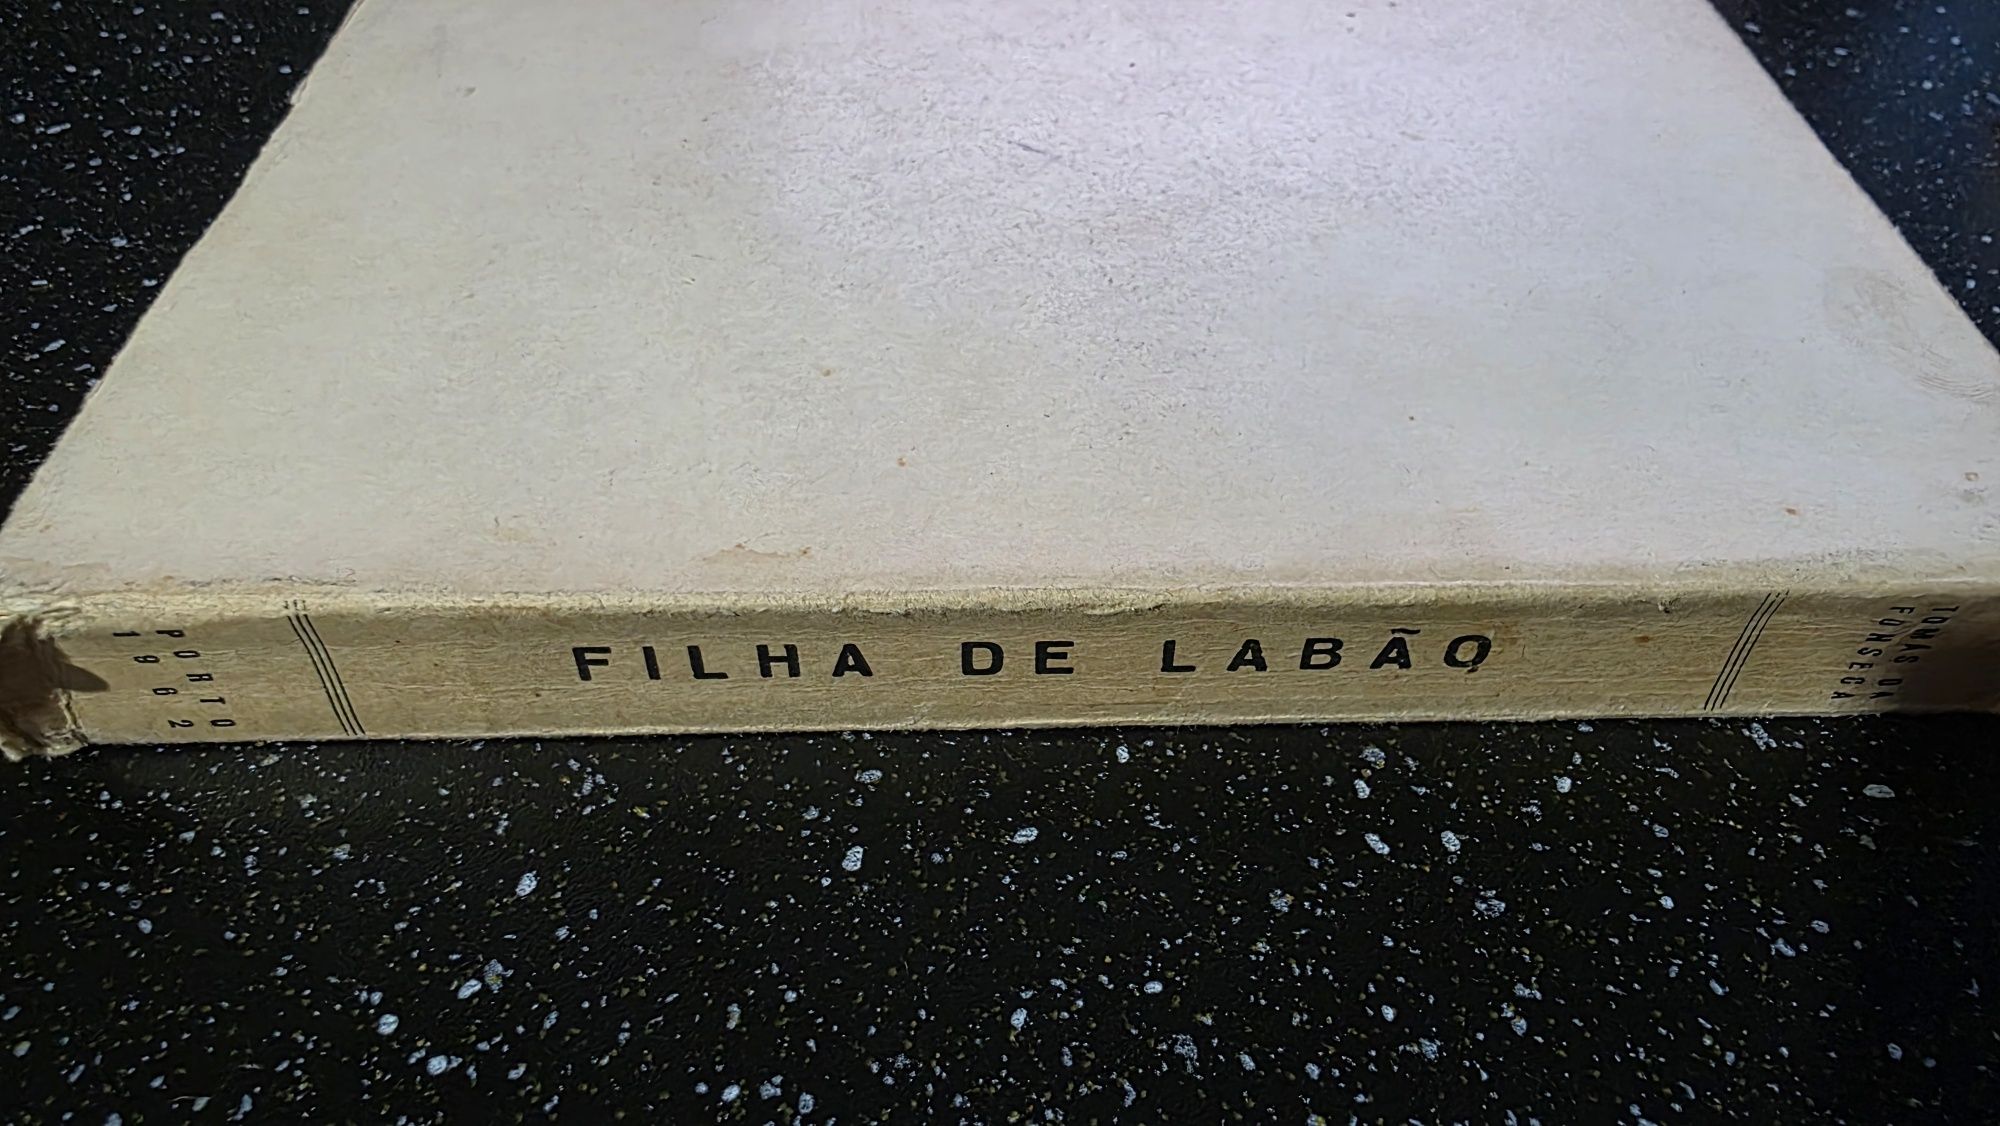 TOMAS DA
FONSECA
FILHA DE LABÃO
PORTO
1962